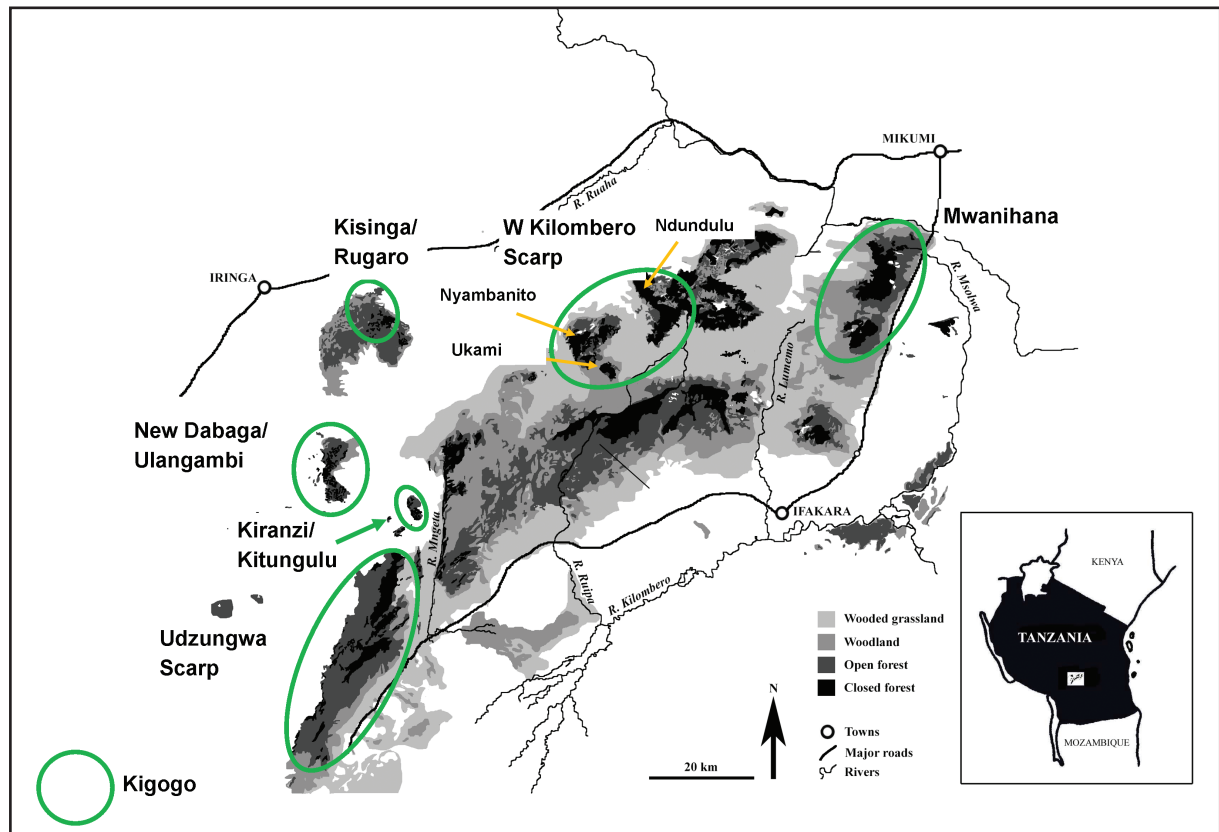 MIKUMI
R. Ruaha
Mwanihana
Kisinga/
Rugaro
W Kilombero
Scarp
Ndundulu
IRINGA
R. Msolwa
Nyambanito
Ukami
R. Lumemo
New Dabaga/
Ulangambi
Kiranzi/
Kitungulu
R. Mngeta
IFAKARA
R. Ruipa
R. Kilombero
Udzungwa
Scarp
Wooded grassland
Woodland
Open forest
Closed forest
N
Towns
Major roads
Rivers
20 km
Kigogo
KENYA
TANZANIA
MOZAMBIQUE